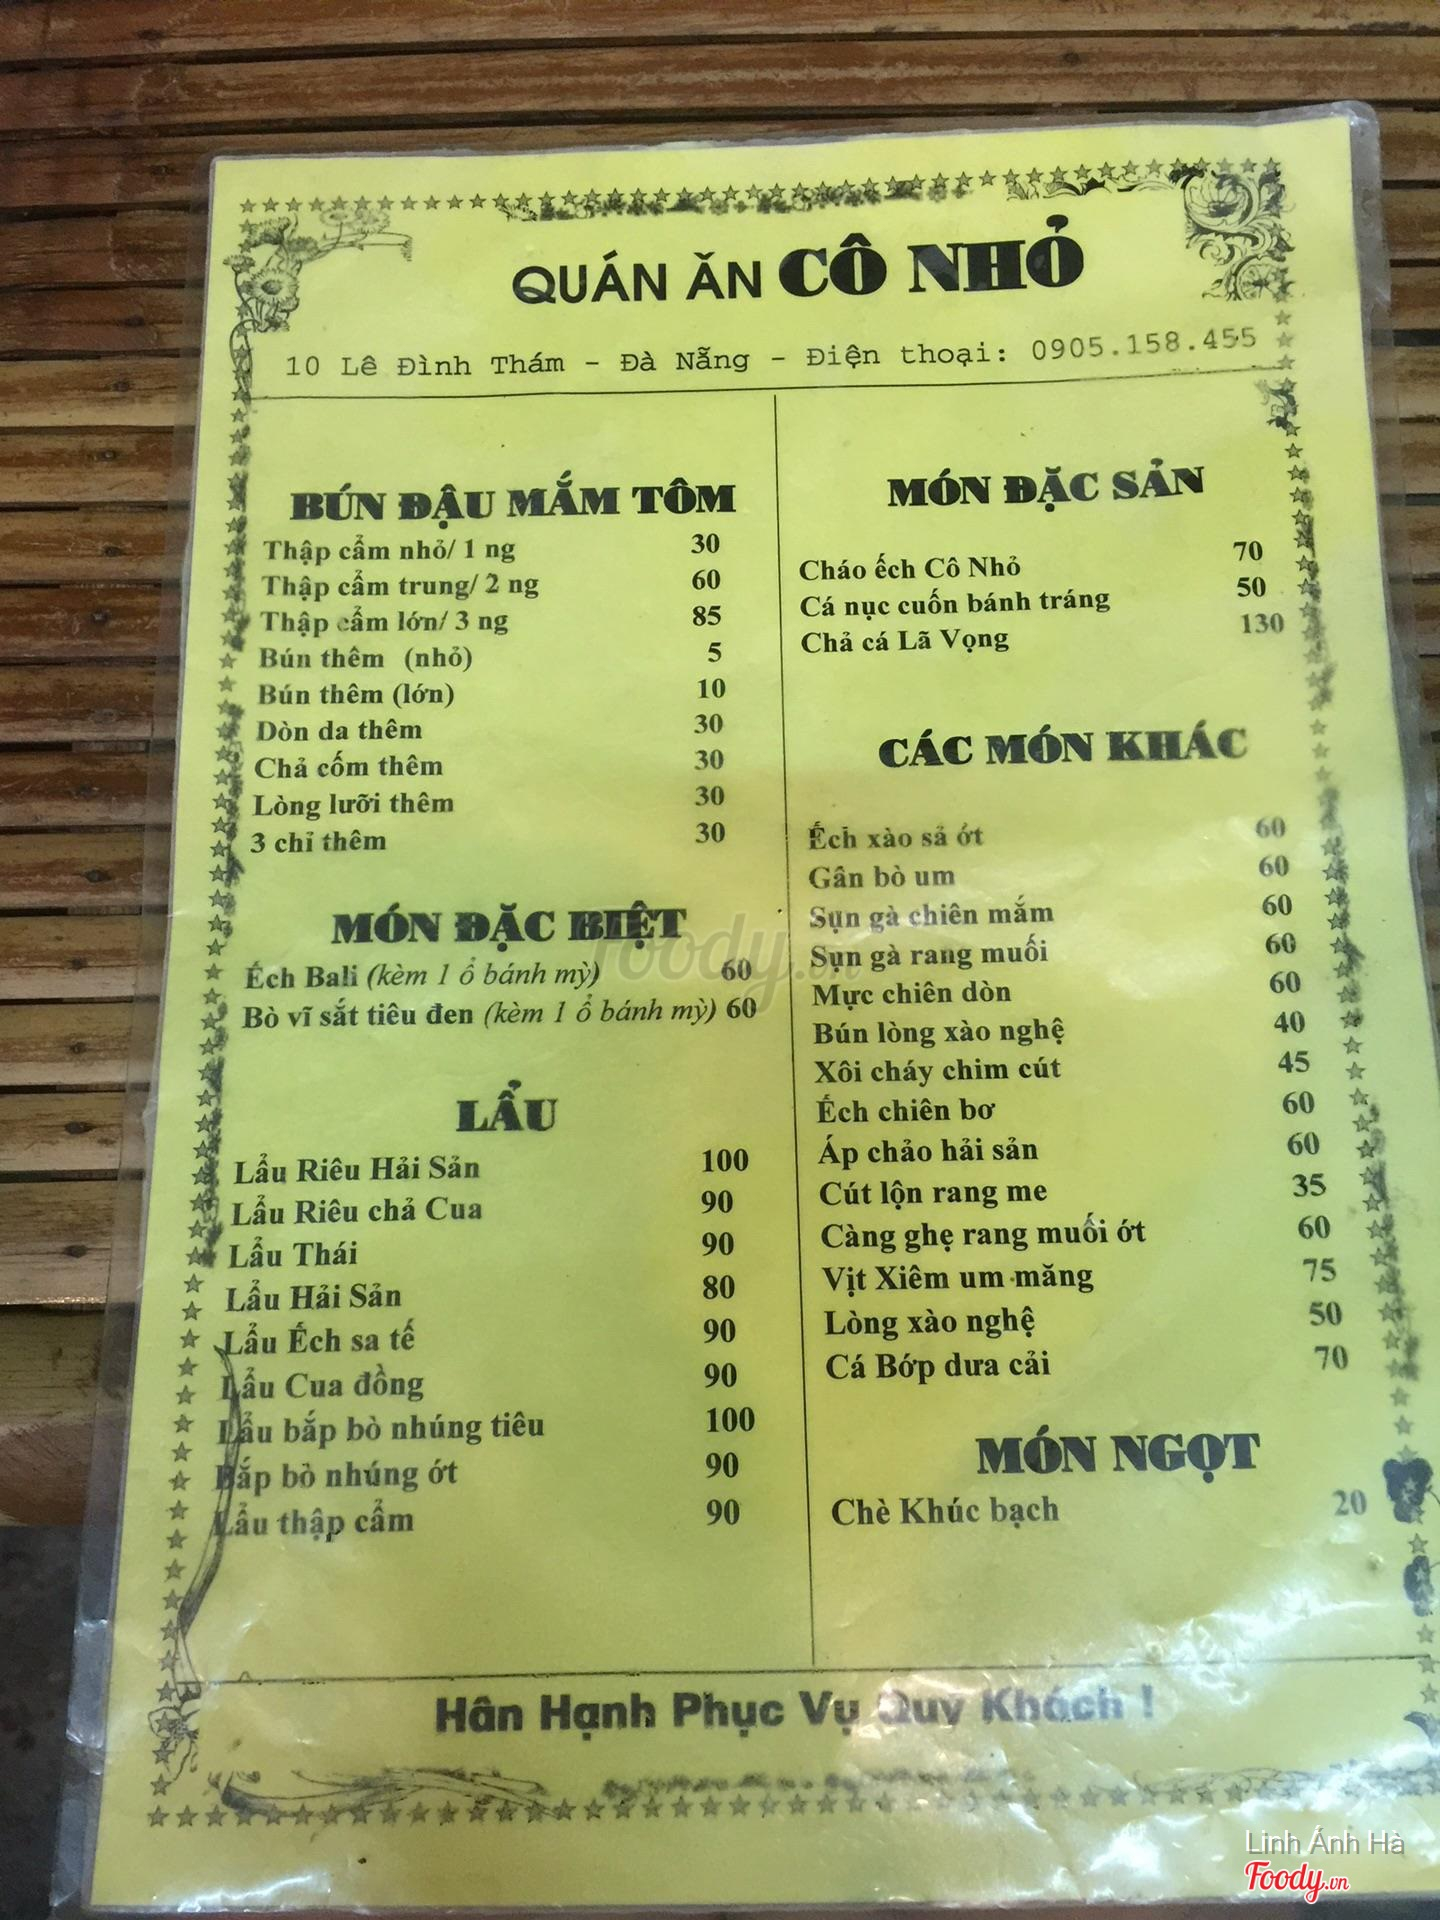 QUÁN ĂN CÔ NHỎ
10 Lê Đình Thám - Đà Nẵng - Điện thoại: 0905.158.455
BÚN ĐẬU MẮM TÔM
Thập cẩm nhỏ/ 1 ng 30
Thập cẩm trung/ 2 ng 60
Thập cẩm lớn/ 3 ng 85
Bún thêm (nhỏ) 5
Bún thêm (lớn) 10
Dòn da thêm 30
Chả cốm thêm 30
Lòng lưỡi thêm 30
3 chỉ thêm 30
MÓN ĐẶC BIỆT
Ếch Bali (kèm 1 ổ bánh mỳ) 60
Bò vĩ sắt tiêu đen (kèm 1 ổ bánh mỳ) 60
LẨU
Lẩu Riêu Hải Sản 100
Lẩu Riêu chả Cua 90
Lẩu Thái 90
Lẩu Hải Sản 80
Lẩu Ếch sa tế 90
Lẩu Cua đồng 90
Lẩu bắp bò nhúng tiêu 100
Bắp bò nhúng ớt 90
Lẩu thập cẩm 90
MÓN ĐẶC SẢN
Cháo ếch Cô Nhỏ 70
Cá nục cuốn bánh tráng 50
Chả cá Lã Vọng 130
CÁC MÓN KHÁC
Ếch xào sả ớt 60
Gân bò um 60
Sụn gà chiên mắm 60
Sụn gà rang muối 60
Mực chiên dòn 60
Bún lòng xào nghệ 40
Xôi cháy chim cút 45
Ếch chiên bơ 60
Áp chảo hải sản 60
Cút lộn rang me 35
Càng ghẹ rang muối ớt 60
Vịt Xiêm um măng 75
Lòng xào nghệ 50
Cá Bớp dưa cải 70
MÓN NGỌT
Chè Khúc bạch 20
Hân Hạnh Phục Vụ Quý Khách !
foody.vn
Linh Ánh Hà
Foody.vn